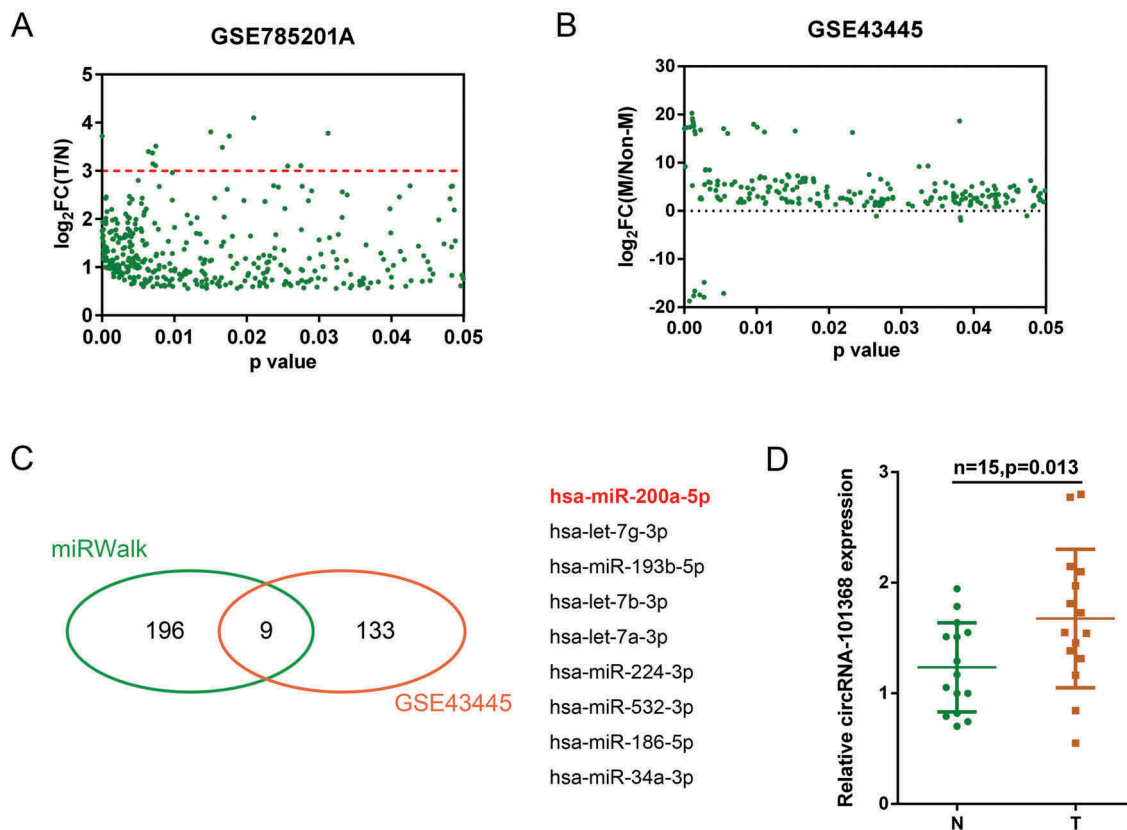 A
GSE785201A
log2FC(T/N)
5
4
3
2
1
0
0.00 0.01 0.02 0.03 0.04 0.05
p value
B
GSE43445
log2FC(M/Non-M)
30
20
10
0
-10
-20
0.00 0.01 0.02 0.03 0.04 0.05
p value
C
miRWalk
196 9 133
GSE43445
hsa-miR-200a-5p
hsa-let-7g-3p
hsa-miR-193b-5p
hsa-let-7b-3p
hsa-let-7a-3p
hsa-miR-224-3p
hsa-miR-532-3p
hsa-miR-186-5p
hsa-miR-34a-3p
D
n=15,p=0.013
Relative circRNA-101368 expression
3
2
1
0
N T